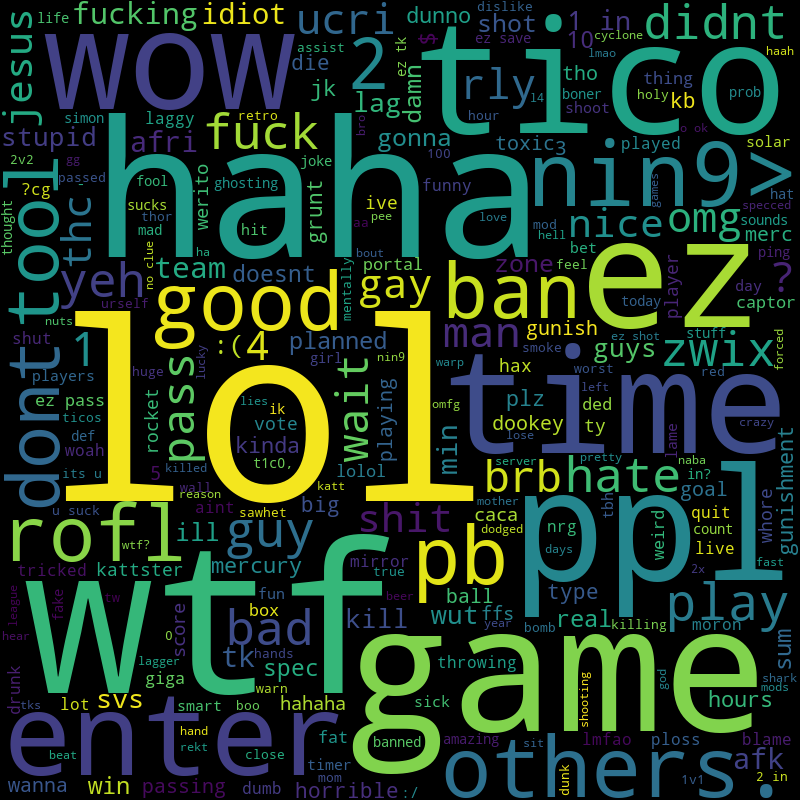 life
fucking
idiot
ucri
dunno
dislike
shot
1 in
didnt
wow
tico
assist
2
ez tk
ez save
10
cyclone
lmao
haah
jesus
die
jk
lag
damn
rly
tho
thing
kb
boner
14
shoot
holy
prob
simon
laggy
retro
bro
hour
o ok
stupid
afri
fuck
gonna
toxic
3
played
solar
haha
nin9>
2v2
gg
passed
joke
100
?cg
fool
ghosting
ive
funny
games
specced
tool
thc
sucks
thor
werito
grunt
pee
love
mod
nice
omg
hat
thought
mad
hit
aa
hell
bet
sounds
merc
ha
bout
no clue
team
doesnt
portal
zone
feel
ping
yeh
urself
mentally
gay
ban
ez
today
player
day
?
captor
good
nuts
shut
:(
4
planned
man
gunish
stuff
1
huge
lucky
girl
nin9
ez shot
guys
zwix
forced
players
lol
pass
wait
warp
smoke
worst
red
time
hax
dont
ez pass
ticos
rocket
lies
ik
playing
omfg
plz
ded
left
crazy
def
vote
dookey
ty
lose
lame
woah
kinda
min
its u
5
killed
t1c0,
lolol
server
pretty
naba
wall
brb
hate
in?
goal
gunishment
reason
katt
mother
u suck
aint
big
caca
dodged
tbh
quit
whore
sawhet
shit
rofl
wtf?
ill
guy
pb
nrg
weird
count
live
ppl
days
2x
fast
tricked
kattster
mercury
mirror
true
ball
type
league
fake
tw
fun
beer
wtf
box
kill
wut
ffs
real
killing
play
moron
hear
0
score
bad
hands
year
bomb
sum
lagger
tk
spec
game
throwing
god
shark
mods
drunk
giga
warn
sick
shooting
hours
tks
lot
svs
smart
boo
hahaha
enter
hand
rekt
fat
banned
amazing
sit
lmfao
ploss
blame
others.
beat
close
timer
1v1
afk
wanna
win
passing
dumb
mom
horrible
:/
dunk
2 in